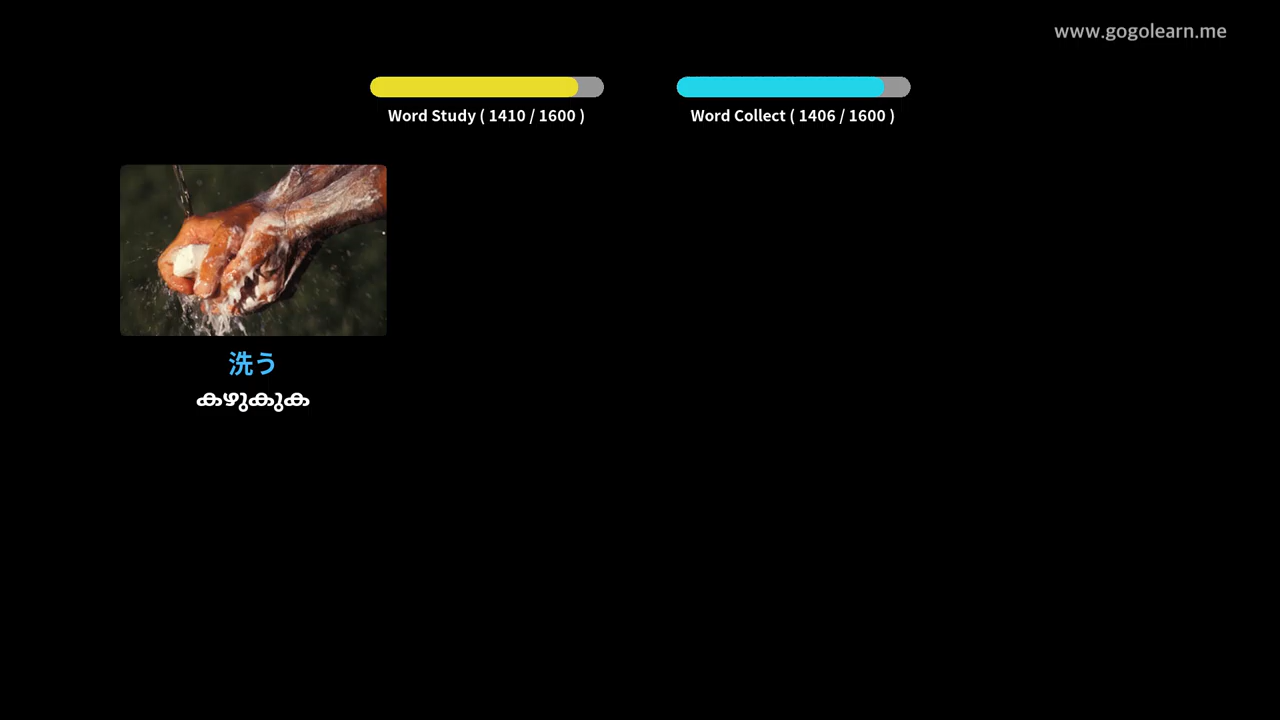 www.gogolearn.me
Word Study ( 1410 / 1600 )
Word Collect ( 1406 / 1600 )
洗う
കഴുകുക